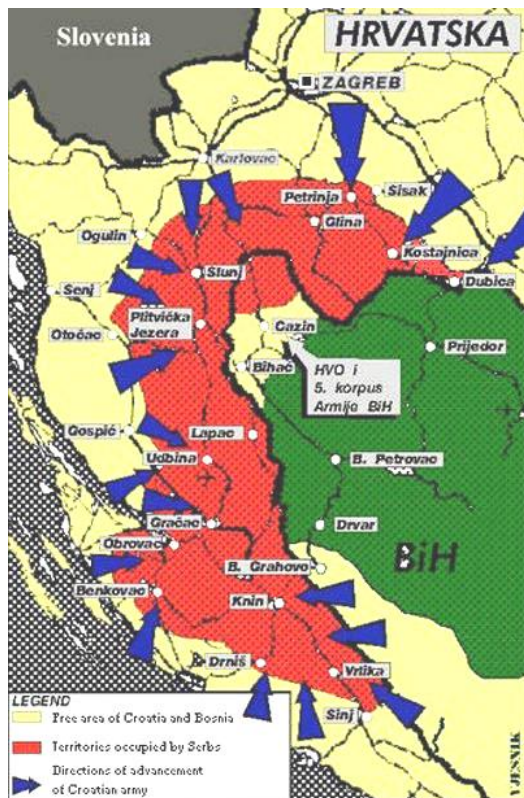 Slovenia
HRVATSKA
ZAGREB
Karlovac
Petrinja
Sisak
Glina
Ogulin
Kostajnica
Slunj
Dubica
Senj
Plitvička
Jezera
Cazin
Otočac
Prijedor
Bihać
HVO i
5. korpus
Armije BiH
Gospić
Lapac
Udbina
B. Petrovac
Gračac
Drvar
Obrovac
BiH
B. Grahovo
Benkovac
Knin
Drniš
Vrlika
Sinj
LEGEND
Free area of Croatia and Bosnia
Territories occupied by Serbs
Directions of advancement
of Croatian army
VJESNIK